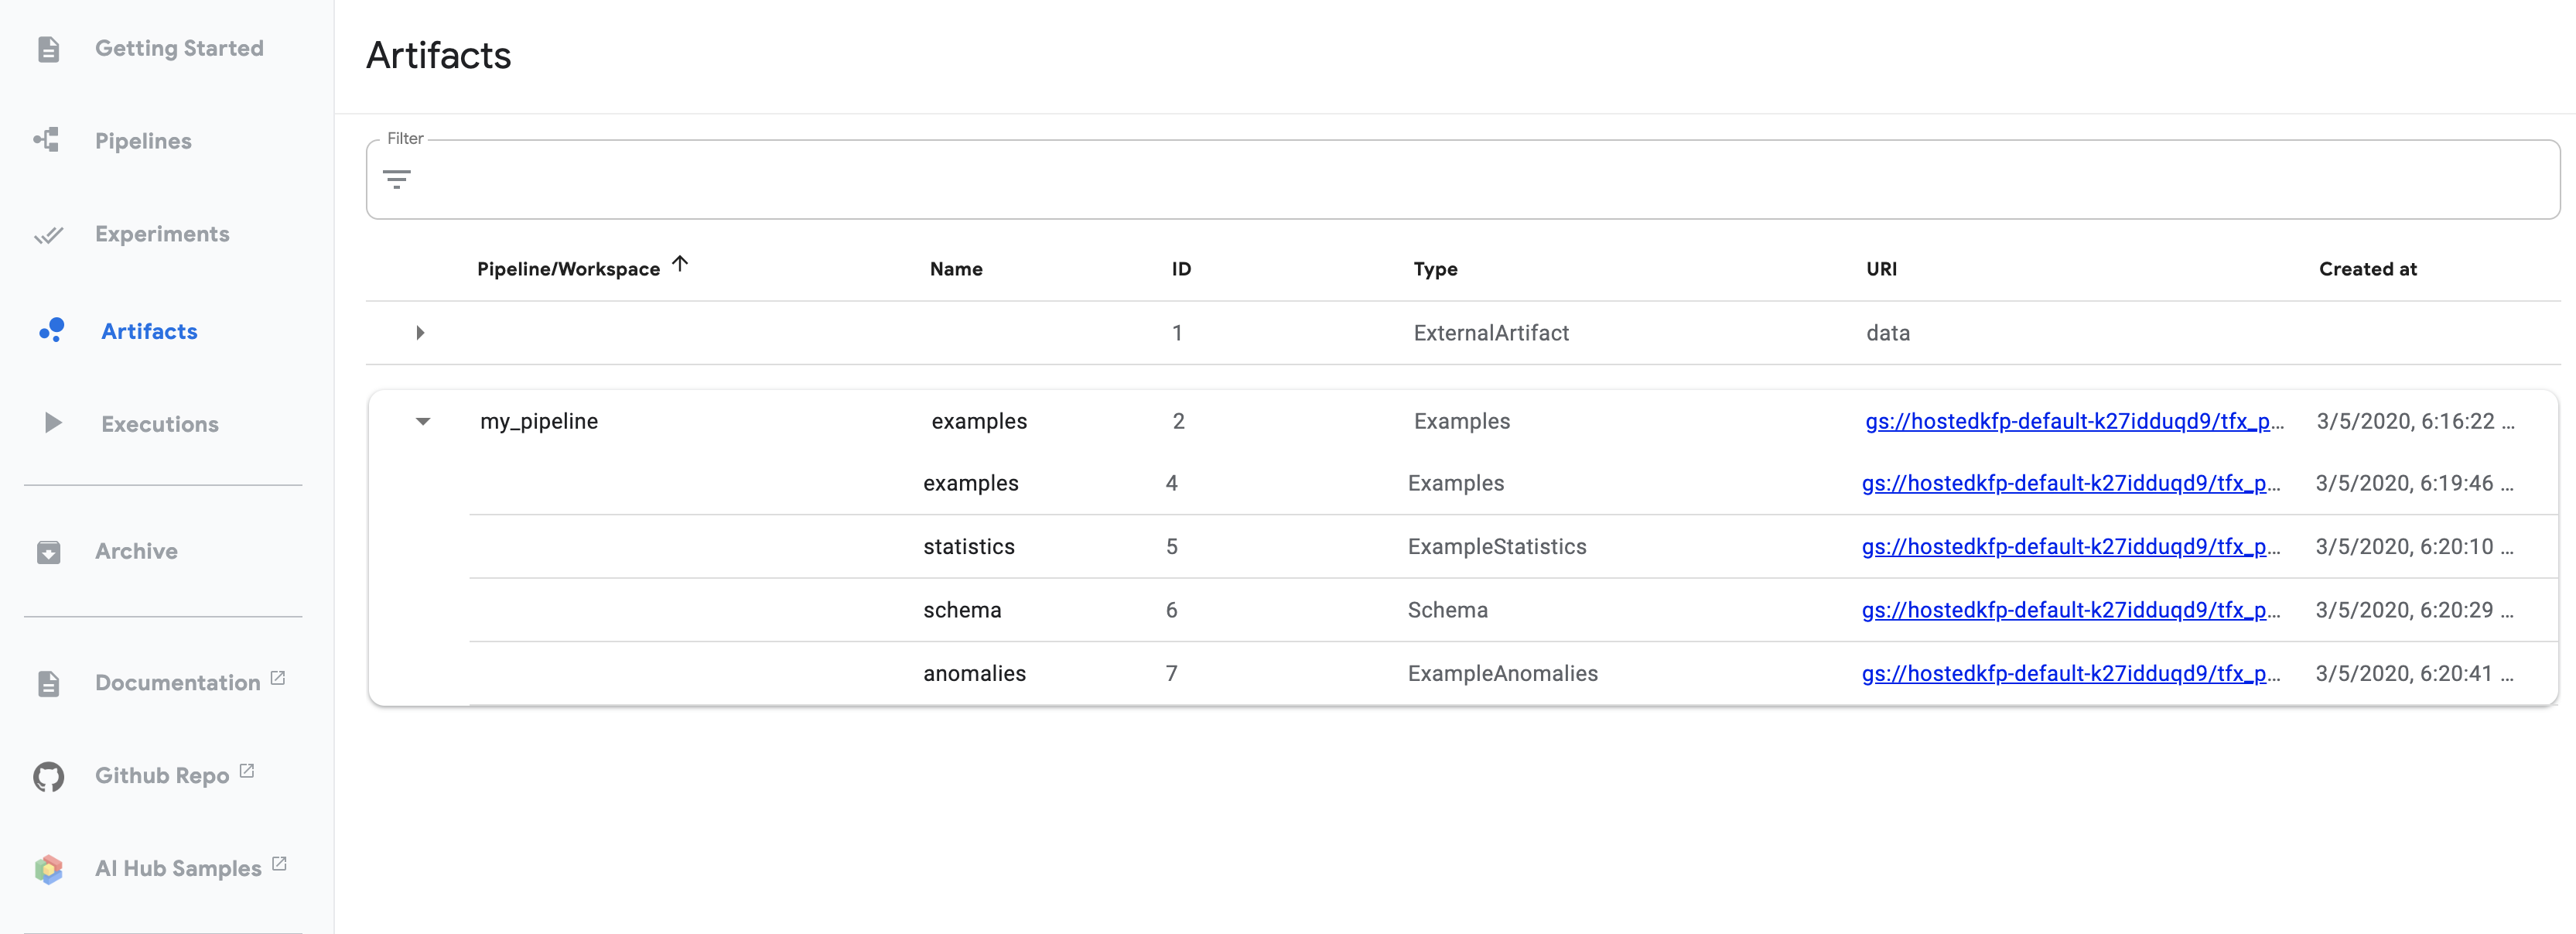 Getting Started
Pipelines
Experiments
Artifacts
Executions
Archive
Documentation
Github Repo
AI Hub Samples
Artifacts
Filter
Pipeline/Workspace Name ID Type URI Created at
1 ExternalArtifact data
my_pipeline examples 2 Examples gs://hostedkfp-default-k27idduqd9/tfx_p... 3/5/2020, 6:16:22 ...
examples 4 Examples gs://hostedkfp-default-k27idduqd9/tfx_p... 3/5/2020, 6:19:46 ...
statistics 5 ExampleStatistics gs://hostedkfp-default-k27idduqd9/tfx_p... 3/5/2020, 6:20:10 ...
schema 6 Schema gs://hostedkfp-default-k27idduqd9/tfx_p... 3/5/2020, 6:20:29 ...
anomalies 7 ExampleAnomalies gs://hostedkfp-default-k27idduqd9/tfx_p... 3/5/2020, 6:20:41 ...